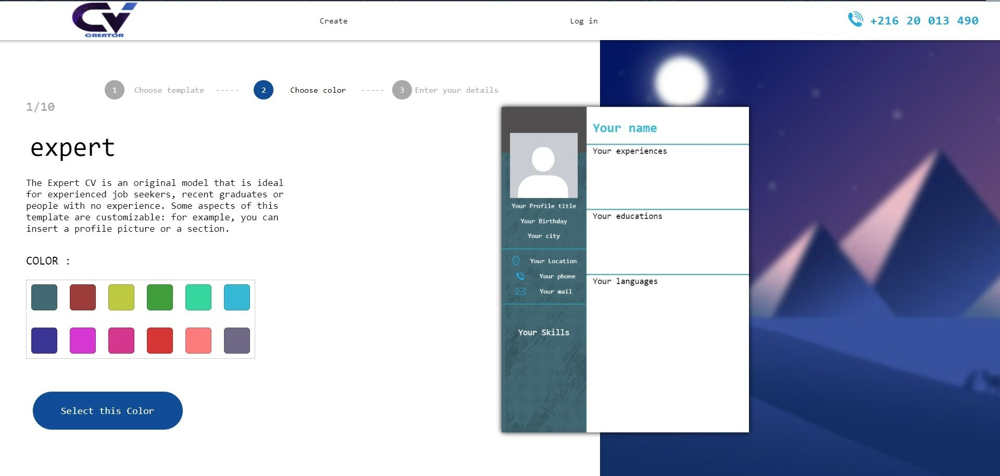 CV
CREATOR
Create
Log in
+216 20 013 490
1 Choose template ----- 2 Choose color ----- 3 Enter your details
1/10
expert
The Expert CV is an original model that is ideal
for experienced job seekers, recent graduates or
people with no experience. Some aspects of this
template are customizable: for example, you can
insert a profile picture or a section.
COLOR :
Select this Color
Your Profile title
Your Birthday
Your city
Your Location
Your phone
Your mail
Your Skills
Your name
Your experiences
Your educations
Your languages